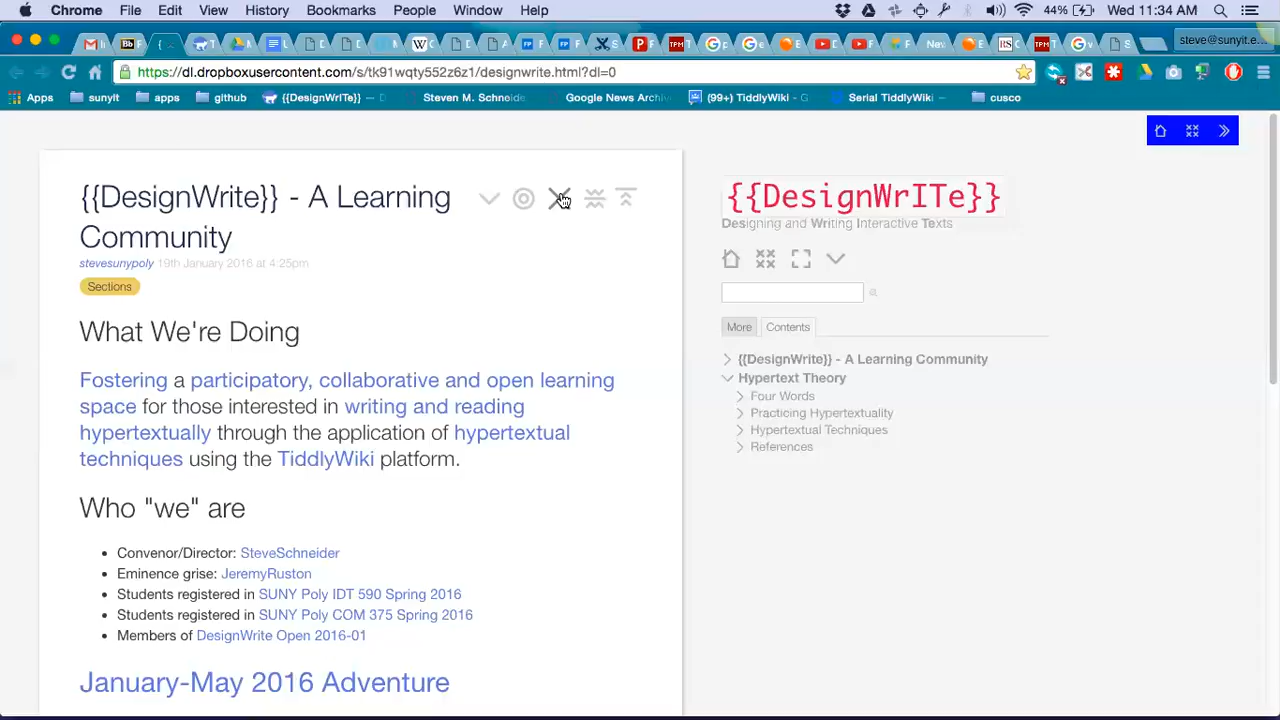 Chrome File Edit View History Bookmarks People Window Help 44% Wed 11:34 AM
steve@sunyit.e...
https://dl.dropboxusercontent.com/s/tk91wqty552z6z1/designwrite.html?dl=0
Apps sunyit apps github {{DesignWrITe}} — Steven M. Schneide Google News Archiv (99+) TiddlyWiki - G Serial TiddlyWiki — cusco
{{DesignWrite}} - A Learning
Community
stevesunypoly 19th January 2016 at 4:25pm
Sections
What We're Doing
Fostering a participatory, collaborative and open learning
space for those interested in writing and reading
hypertextually through the application of hypertextual
techniques using the TiddlyWiki platform.
Who "we" are
• Convenor/Director: SteveSchneider
• Eminence grise: JeremyRuston
• Students registered in SUNY Poly IDT 590 Spring 2016
• Students registered in SUNY Poly COM 375 Spring 2016
• Members of DesignWrite Open 2016-01
January-May 2016 Adventure
{{DesignWrITe}}
Designing and Writing Interactive Texts
More Contents
{{DesignWrite}} - A Learning Community
Hypertext Theory
Four Words
Practicing Hypertextuality
Hypertextual Techniques
References